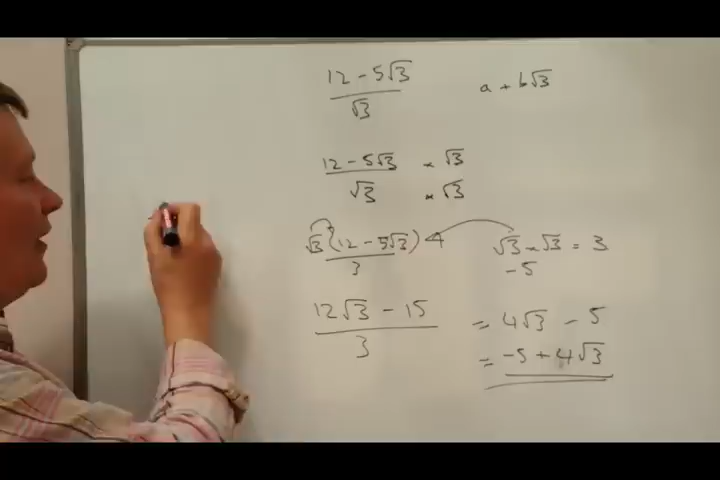 12 - 5√3 / √3    a + b√3
12 - 5√3 × √3 / √3 × √3
√3(12 - 5√3) / 3    √3 × √3 = 3
-5
12√3 - 15 / 3 = 4√3 - 5
= -5 + 4√3